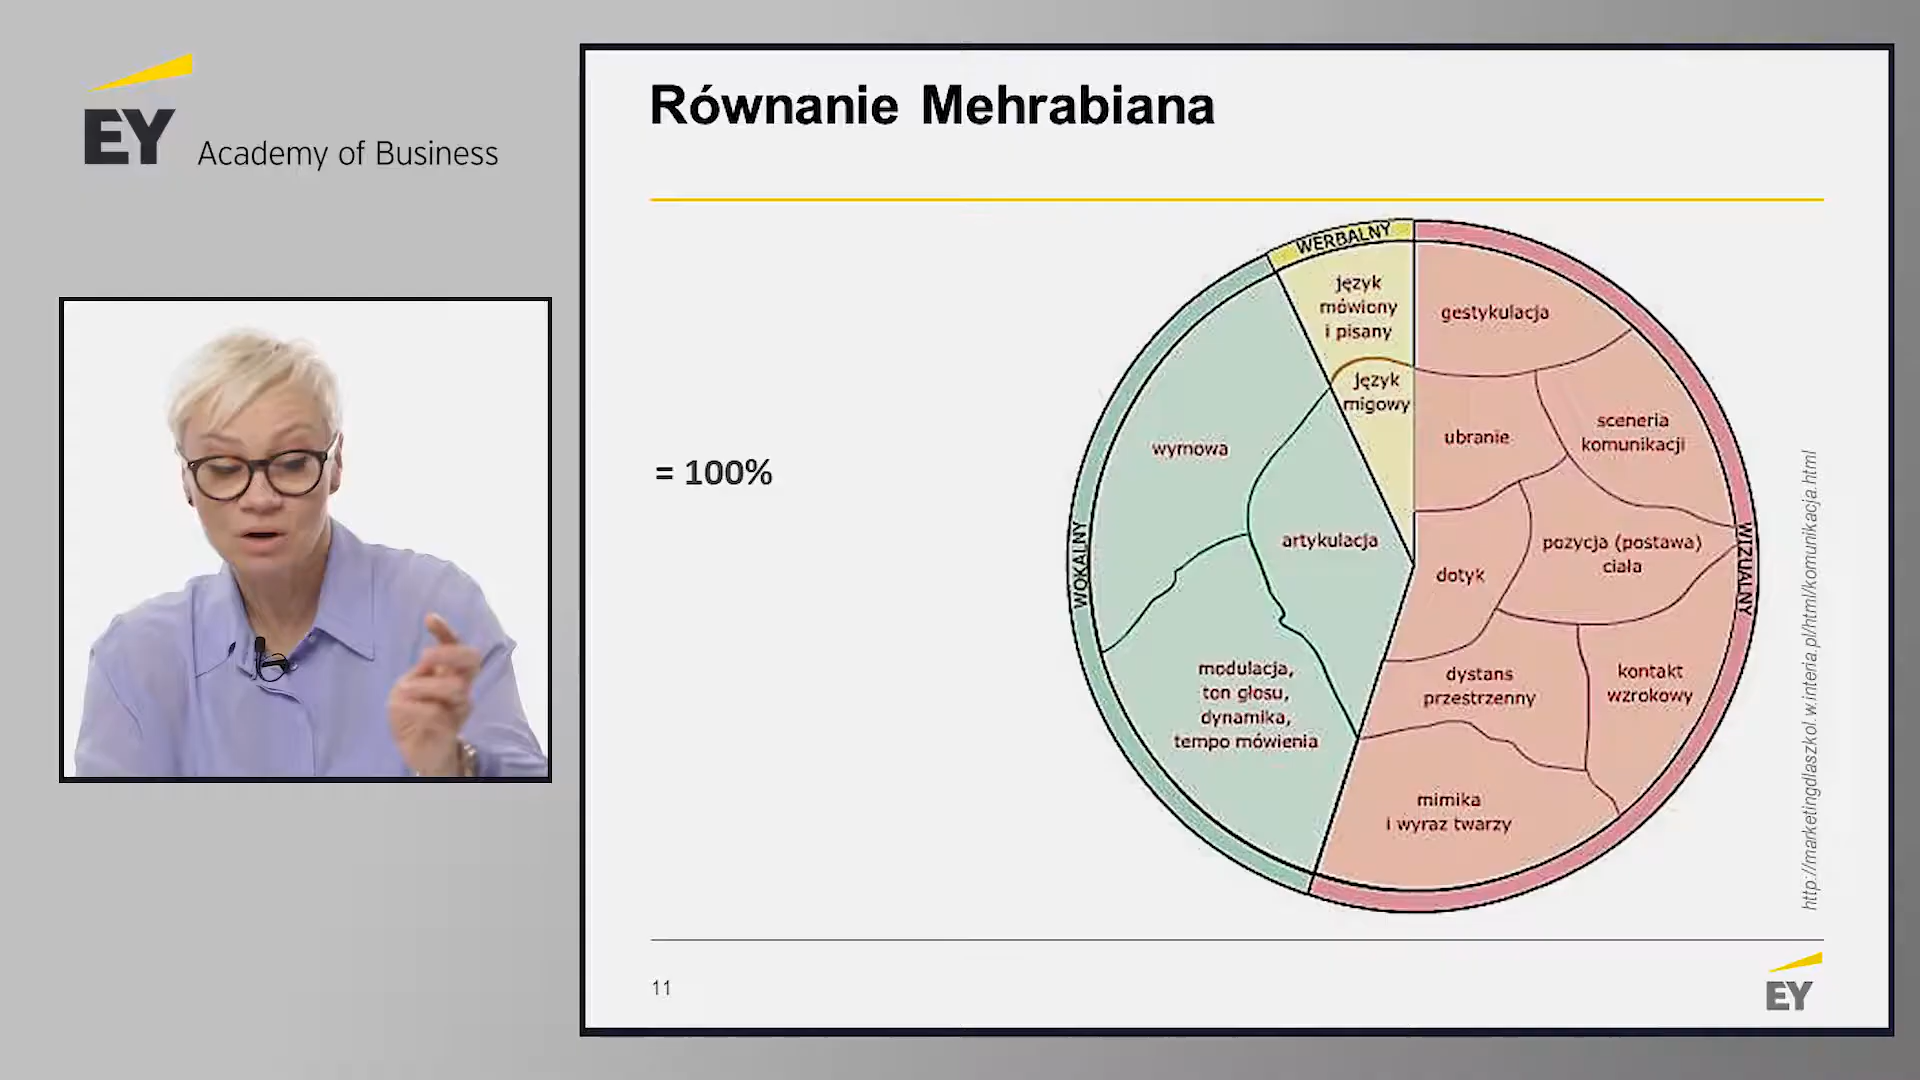 EY
Academy of Business
Równanie Mehrabiana
= 100%
WERBALNY
WOKALNY
WIZUALNY
język
mówiony
i pisany
język
migowy
gestykulacja
ubranie
sceneria
komunikacji
wymowa
artykulacja
dotyk
pozycja (postawa)
ciała
modulacja,
ton głosu,
dynamika,
tempo mówienia
dystans
przestrzenny
kontakt
wzrokowy
mimika
i wyraz twarzy
http://marketingdlaszkol.w.interia.pl/html/komunikacja.html
11
EY